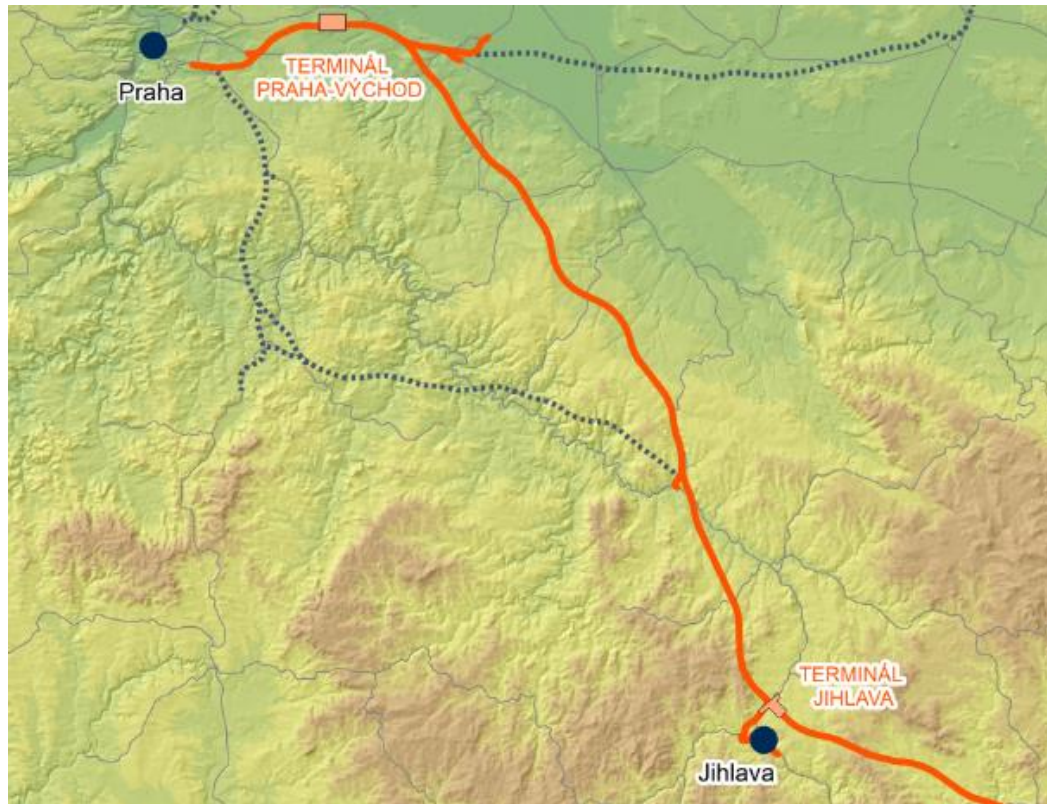 Praha
TERMINÁL
PRAHA-VÝCHOD
TERMINÁL
JIHLAVA
Jihlava